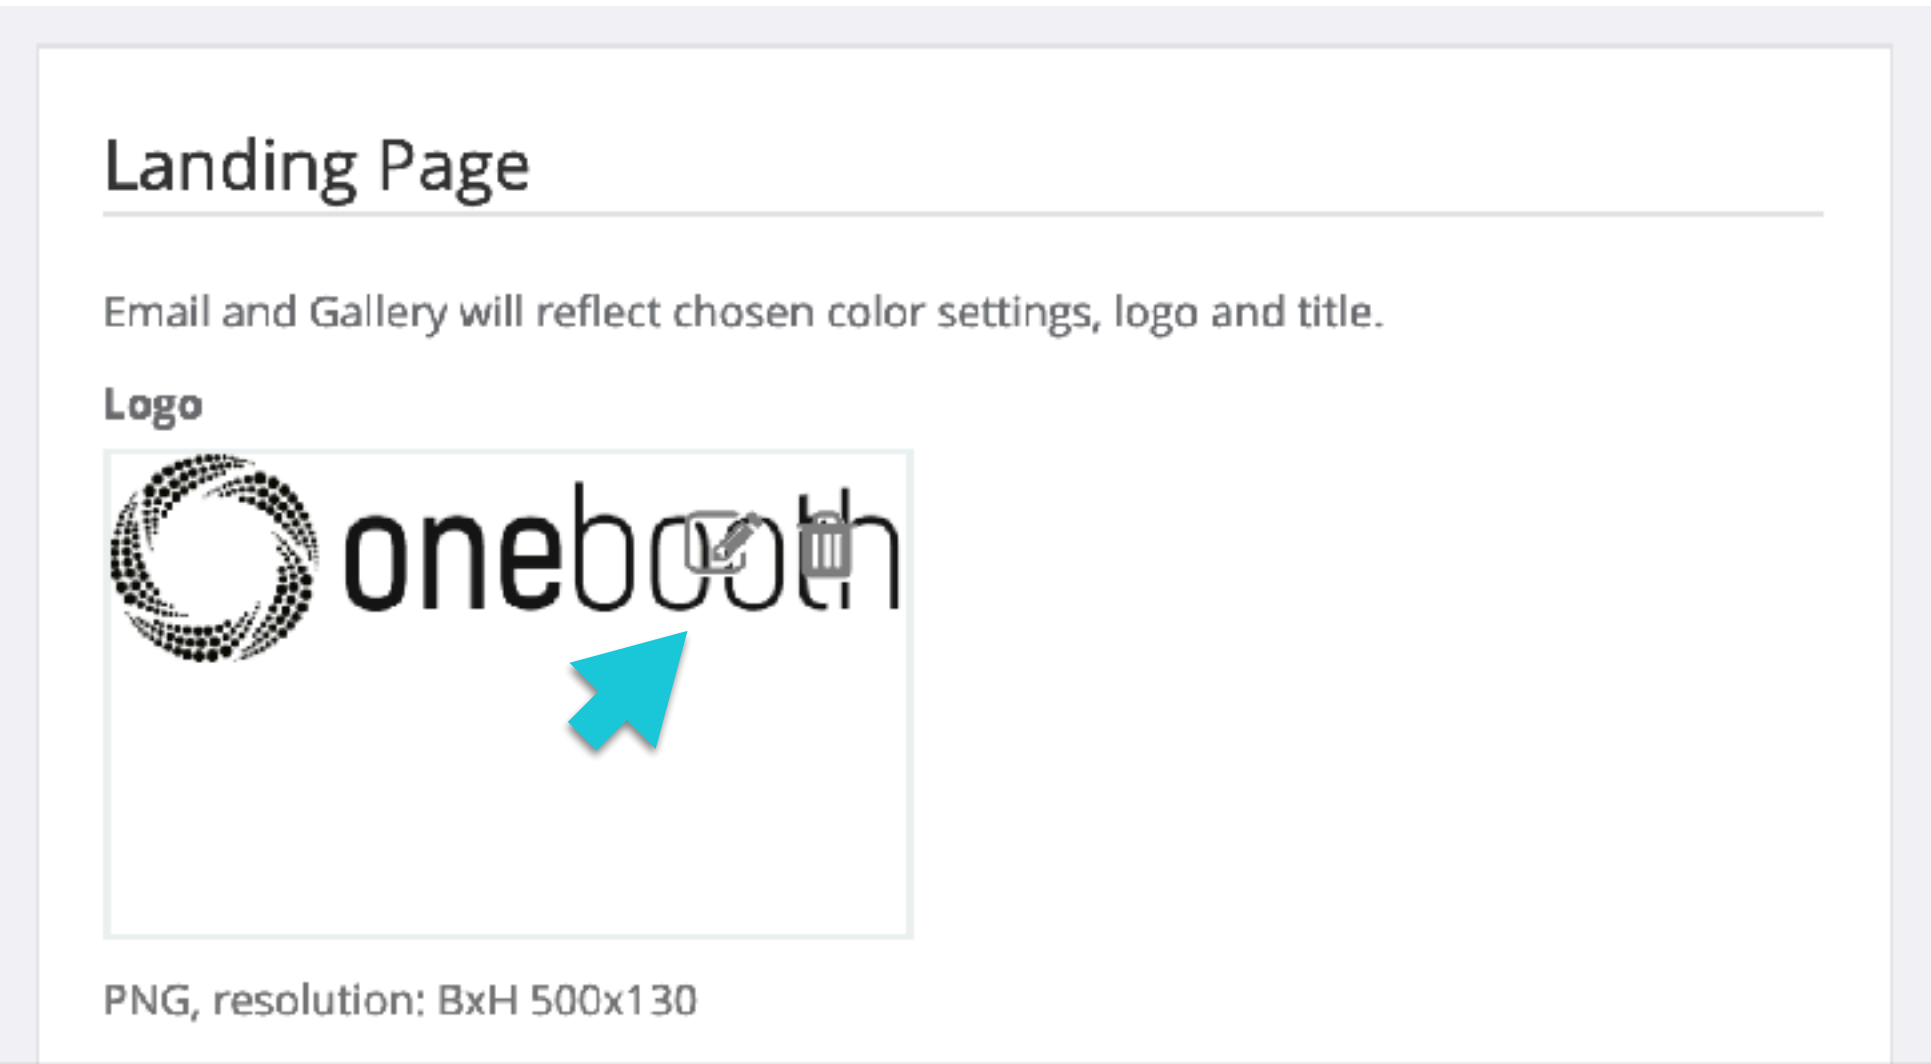 Landing Page
Email and Gallery will reflect chosen color settings, logo and title.
Logo
onebooth
PNG, resolution: BxH 500x130